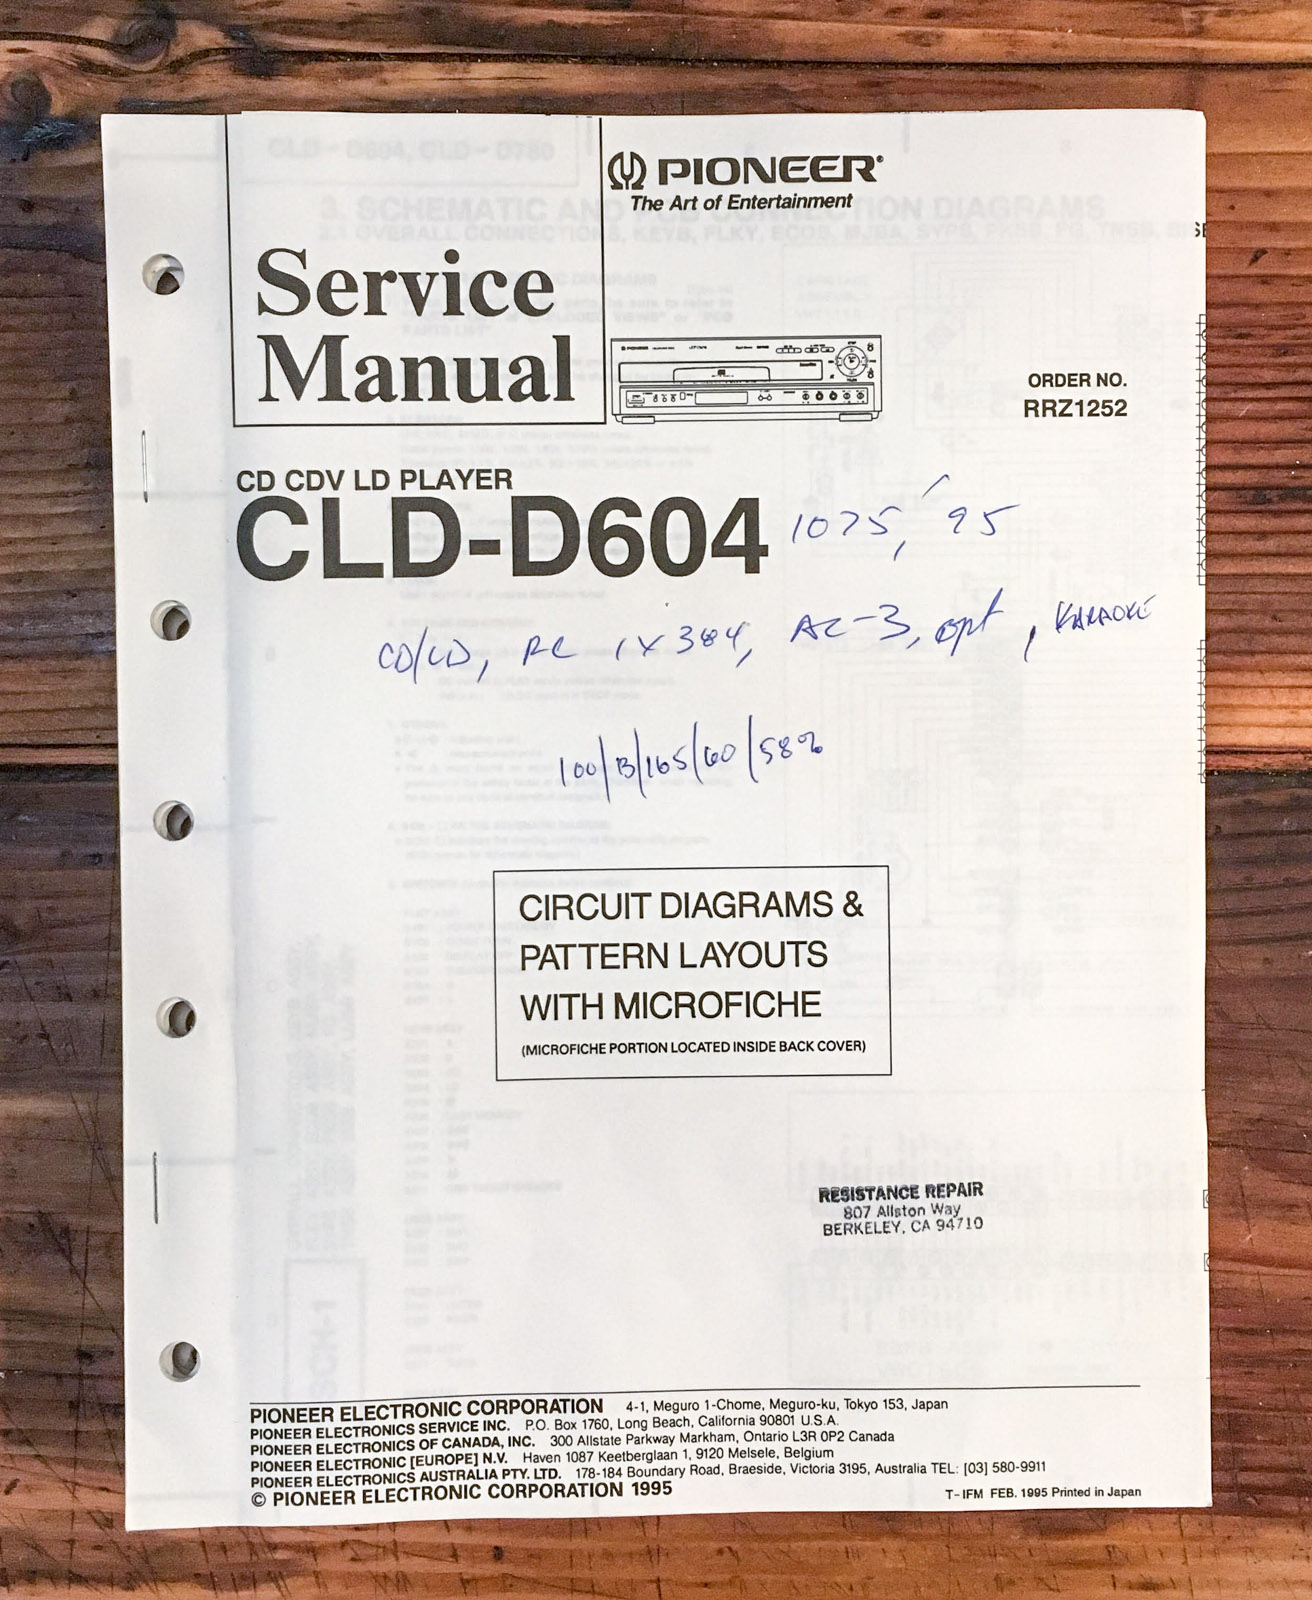 PIONEER®
The Art of Entertainment
Service
Manual
ORDER NO.
RRZ1252
CD CDV LD PLAYER
CLD-D604
1075, '95
CD/LD, RC 1X384, AC-3, opt, KARAOKE
100/B/165/60/58%
CIRCUIT DIAGRAMS &
PATTERN LAYOUTS
WITH MICROFICHE
(MICROFICHE PORTION LOCATED INSIDE BACK COVER)
RESISTANCE REPAIR
807 Allston Way
BERKELEY, CA 94710
PIONEER ELECTRONIC CORPORATION 4-1, Meguro 1-Chome, Meguro-ku, Tokyo 153, Japan
PIONEER ELECTRONICS SERVICE INC. P.O. Box 1760, Long Beach, California 90801 U.S.A.
PIONEER ELECTRONICS OF CANADA, INC. 300 Allstate Parkway Markham, Ontario L3R 0P2 Canada
PIONEER ELECTRONIC [EUROPE] N.V. Haven 1087 Keetberglaan 1, 9120 Melsele, Belgium
PIONEER ELECTRONICS AUSTRALIA PTY. LTD. 178-184 Boundary Road, Braeside, Victoria 3195, Australia TEL: [03] 580-9911
© PIONEER ELECTRONIC CORPORATION 1995
T-IFM FEB. 1995 Printed in Japan